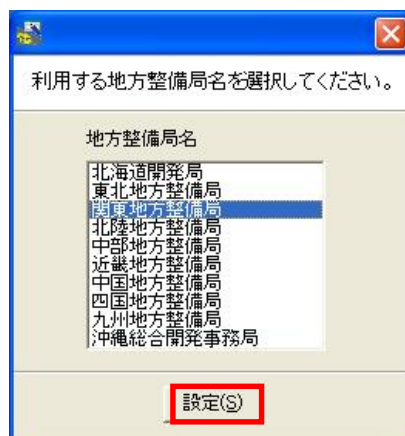 利用する地方整備局名を選択してください。
地方整備局名
北海道開発局
東北地方整備局
関東地方整備局
北陸地方整備局
中部地方整備局
近畿地方整備局
中国地方整備局
四国地方整備局
九州地方整備局
沖縄総合開発事務局
設定(S)